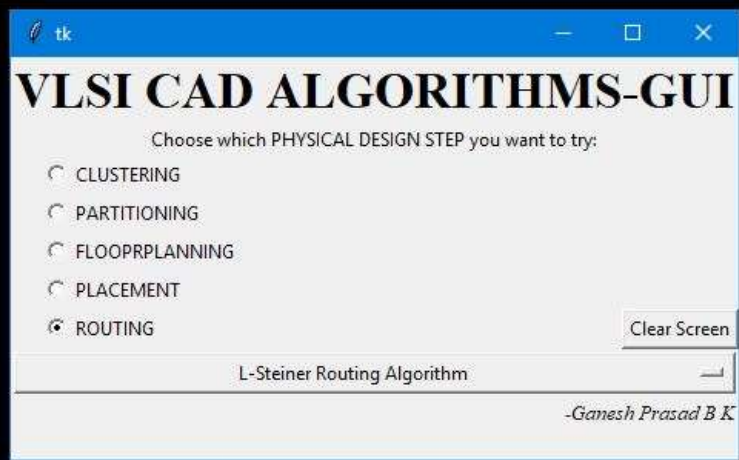 tk
VLSI CAD ALGORITHMS-GUI
Choose which PHYSICAL DESIGN STEP you want to try:
CLUSTERING
PARTITIONING
FLOOPRPLANNING
PLACEMENT
ROUTING
Clear Screen
L-Steiner Routing Algorithm
-Ganesh Prasad B K